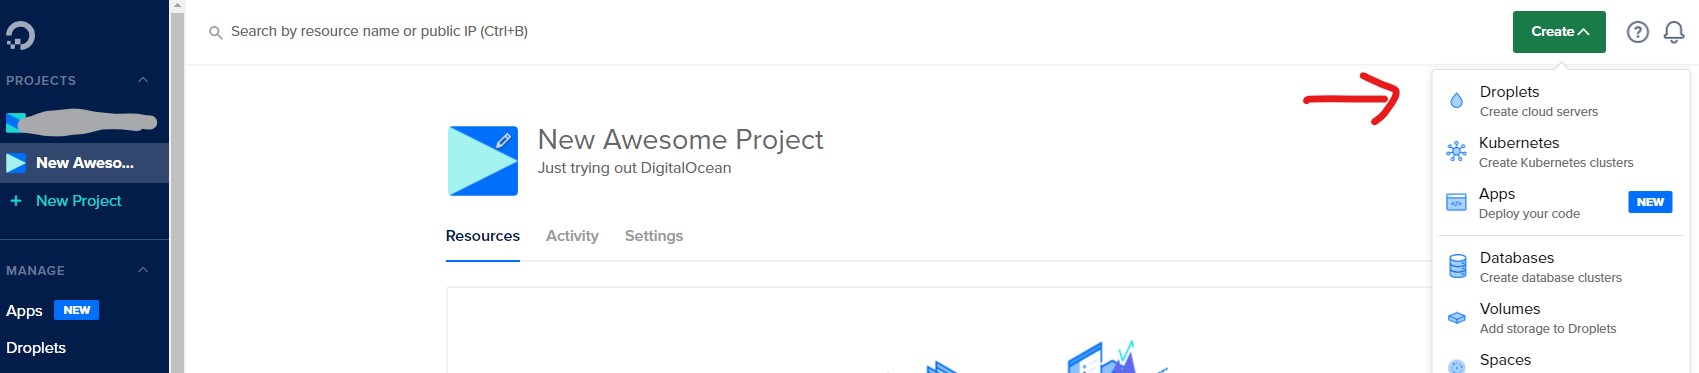 Search by resource name or public IP (Ctrl+B)
Create
PROJECTS
New Aweso...
+ New Project
MANAGE
Apps NEW
Droplets
New Awesome Project
Just trying out DigitalOcean
Resources Activity Settings
Droplets
Create cloud servers
Kubernetes
Create Kubernetes clusters
Apps
Deploy your code
NEW
Databases
Create database clusters
Volumes
Add storage to Droplets
Spaces